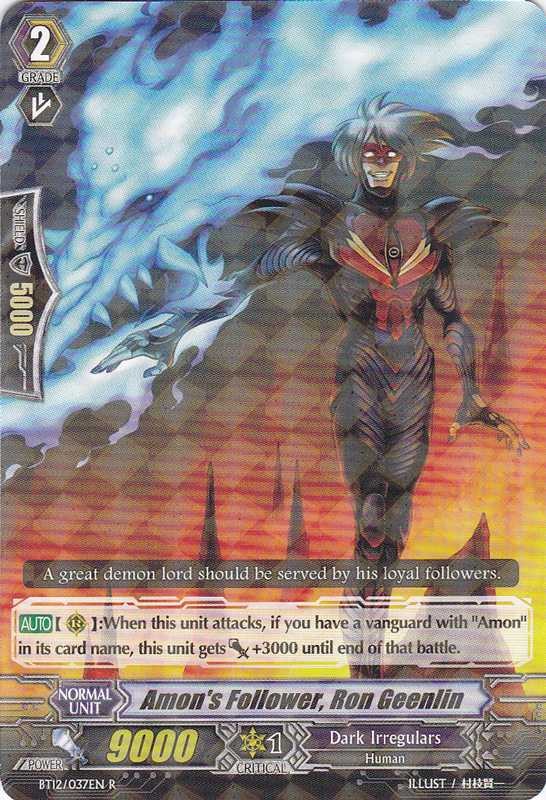 2
GRADE
SHIELD
5000
A great demon lord should be served by his loyal followers.
AUTO【 R 】:When this unit attacks, if you have a vanguard with "Amon"
in its card name, this unit gets +3000 until end of that battle.
NORMAL
UNIT
Amon's Follower, Ron Geenlin
POWER
9000
1
CRITICAL
Dark Irregulars
Human
BT12/037EN R
ILLUST / 村枝賢一